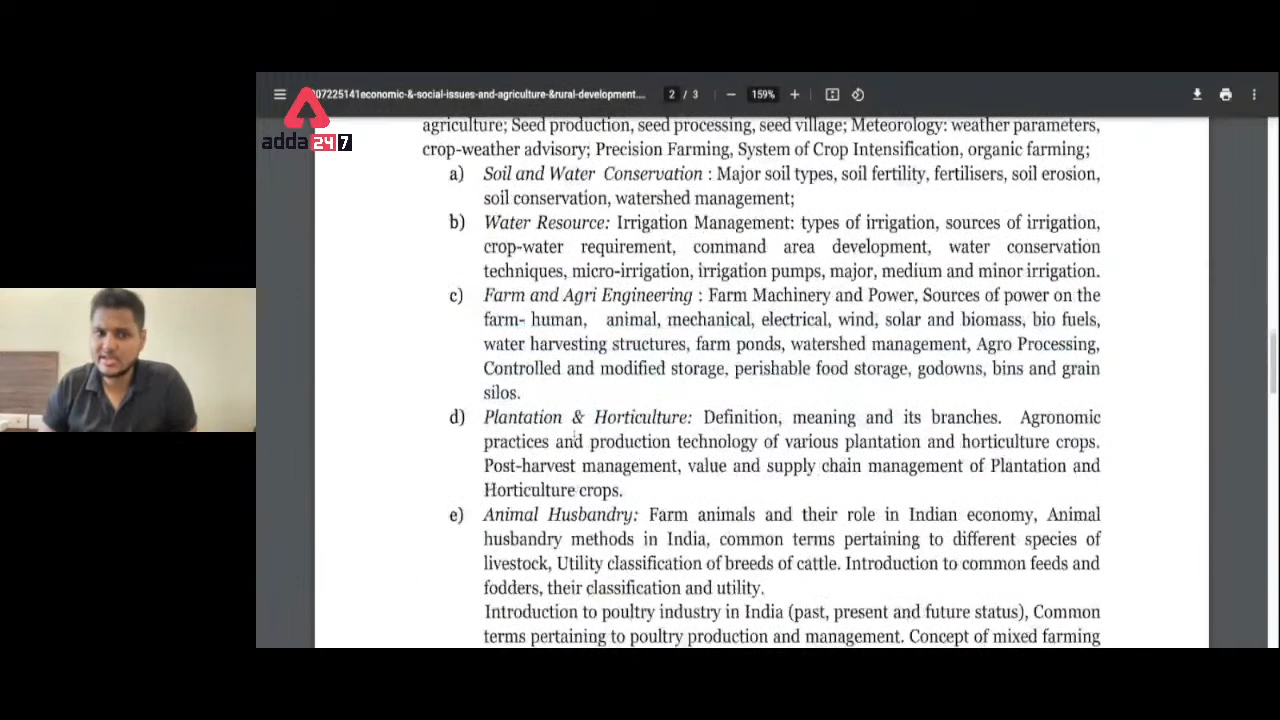 07225141economic-&-social-issues-and-agriculture-&rural-development.... 2 / 3 159%
adda 24 7
agriculture; Seed production, seed processing, seed village; Meteorology: weather parameters,
crop-weather advisory; Precision Farming, System of Crop Intensification, organic farming;
a) Soil and Water Conservation : Major soil types, soil fertility, fertilisers, soil erosion,
soil conservation, watershed management;
b) Water Resource: Irrigation Management: types of irrigation, sources of irrigation,
crop-water requirement, command area development, water conservation
techniques, micro-irrigation, irrigation pumps, major, medium and minor irrigation.
c) Farm and Agri Engineering : Farm Machinery and Power, Sources of power on the
farm- human, animal, mechanical, electrical, wind, solar and biomass, bio fuels,
water harvesting structures, farm ponds, watershed management, Agro Processing,
Controlled and modified storage, perishable food storage, godowns, bins and grain
silos.
d) Plantation & Horticulture: Definition, meaning and its branches. Agronomic
practices and production technology of various plantation and horticulture crops.
Post-harvest management, value and supply chain management of Plantation and
Horticulture crops.
e) Animal Husbandry: Farm animals and their role in Indian economy, Animal
husbandry methods in India, common terms pertaining to different species of
livestock, Utility classification of breeds of cattle. Introduction to common feeds and
fodders, their classification and utility.
Introduction to poultry industry in India (past, present and future status), Common
terms pertaining to poultry production and management. Concept of mixed farming